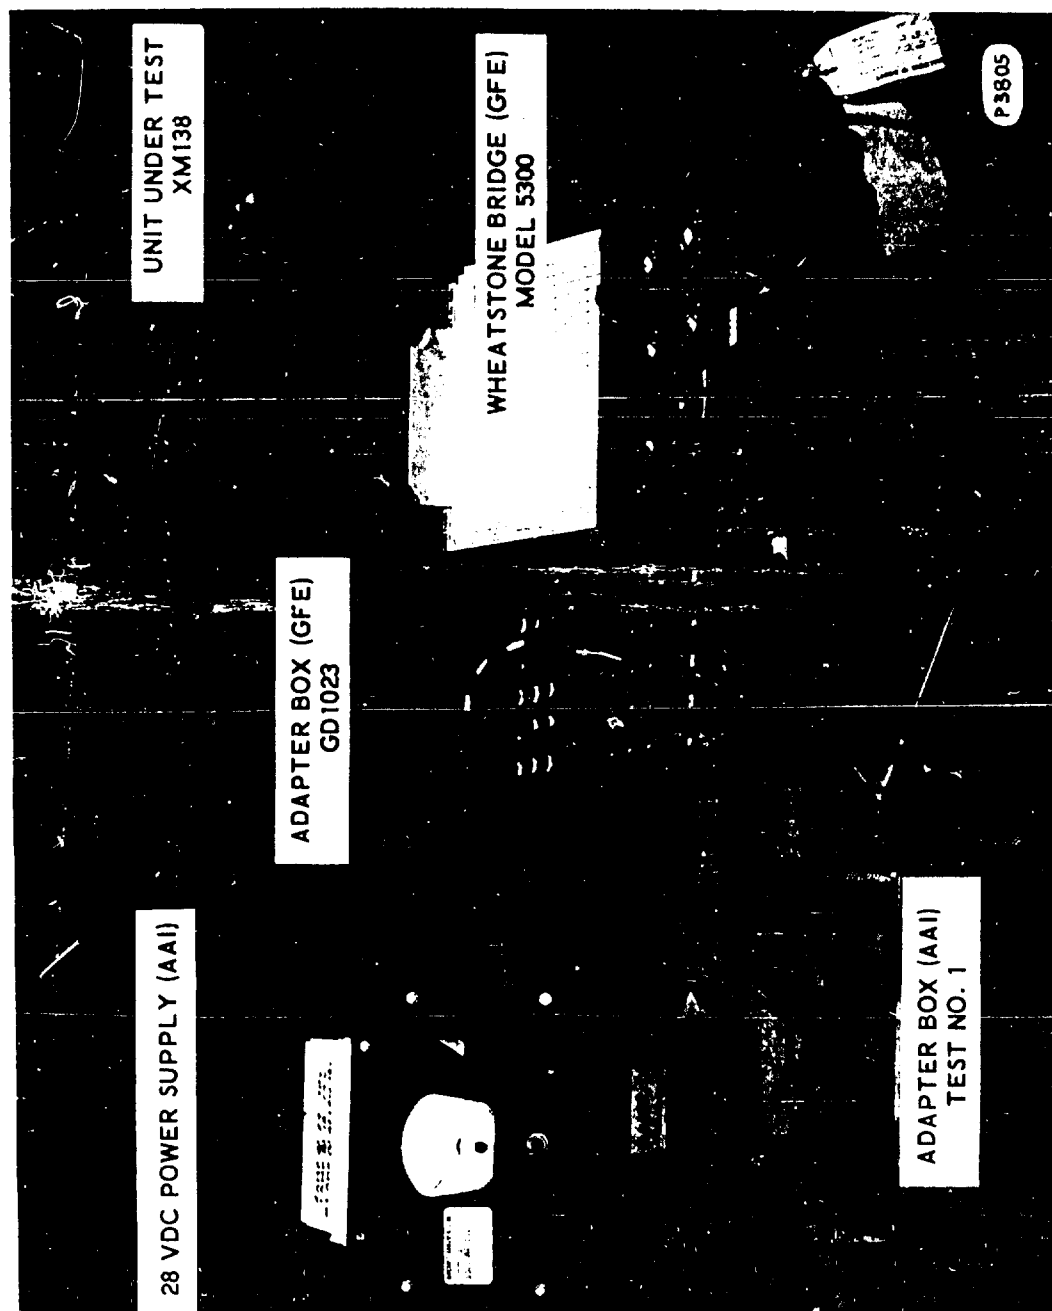 28 VDC POWER SUPPLY (AAI)
UNIT UNDER TEST
XM138
ADAPTER BOX (GFE)
GD1023
WHEATSTONE BRIDGE (GFE)
MODEL 5300
ADAPTER BOX (AAI)
TEST NO. 1
P3805